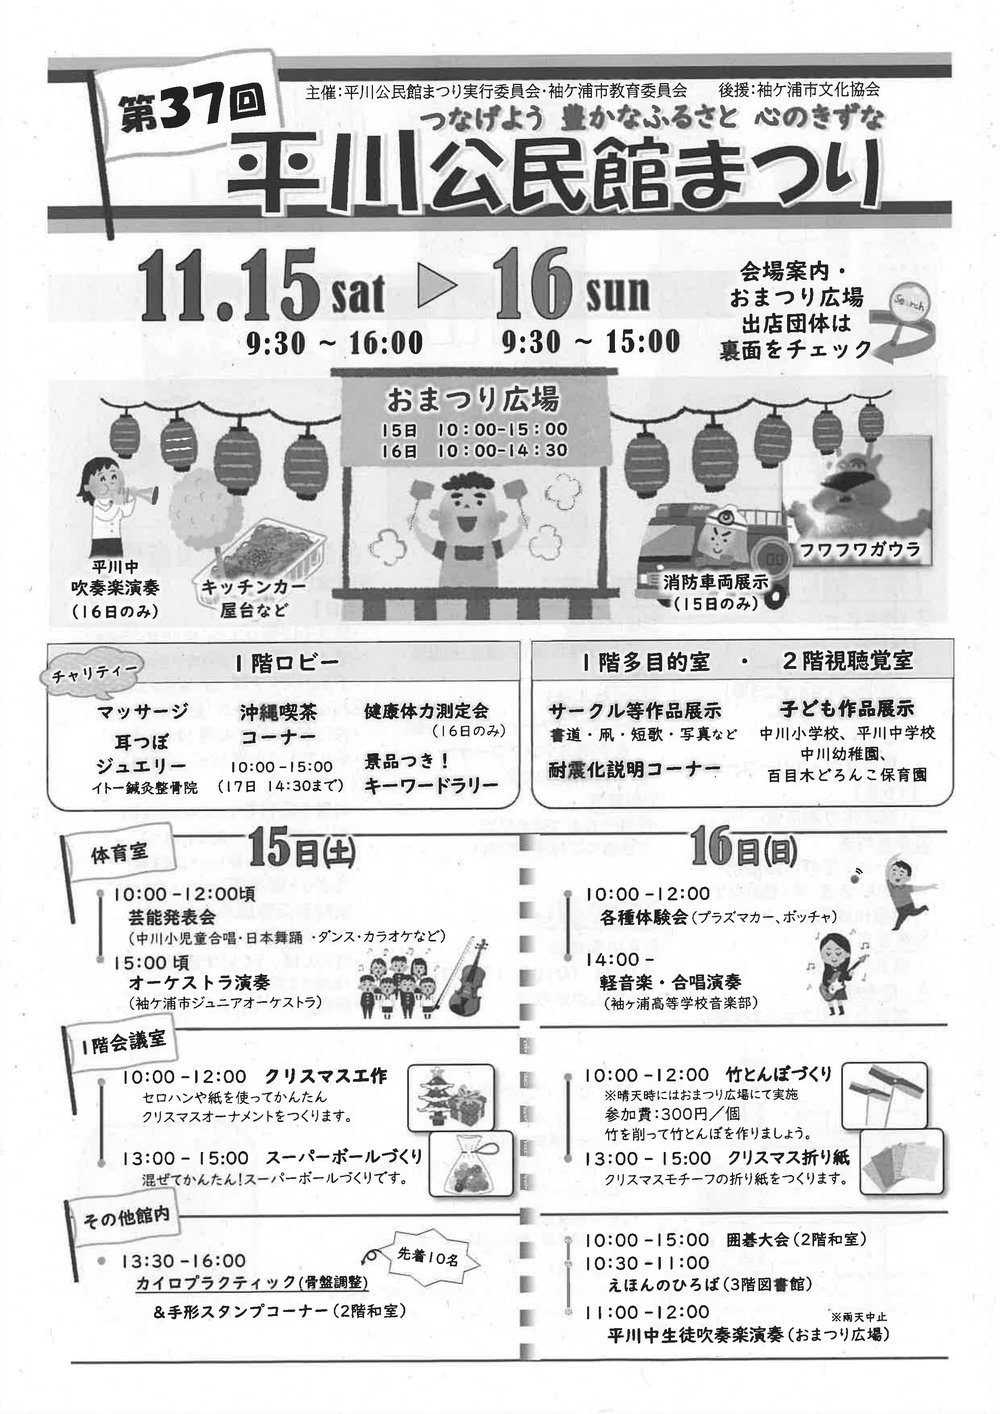 第37回
主催：平川公民館まつり実行委員会・袖ケ浦市教育委員会　後援：袖ケ浦市文化協会
つなげよう 豊かなふるさと 心のきずな
平川公民館まつり
11.15 sat ▷ 16 sun
9:30 ~ 16:00　9:30 ~ 15:00
会場案内・
おまつり広場
出店団体は
裏面をチェック
Search
おまつり広場
15日 10:00-15:00
16日 10:00-14:30
平川中
吹奏楽演奏
(16日のみ)
キッチンカー
屋台など
消防車両展示
(15日のみ)
フワフワガウラ
チャリティー
1階ロビー
マッサージ
耳つぼ
ジュエリー
イトー鍼灸整骨院
沖縄喫茶
コーナー
10:00-15:00
(17日 14:30まで)
健康体力測定会
(16日のみ)
景品つき！
キーワードラリー
1階多目的室 ・ 2階視聴覚室
サークル等作品展示
書道・凧・短歌・写真など
耐震化説明コーナー
子ども作品展示
中川小学校、平川中学校
中川幼稚園、
百目木どろんこ保育園
15日(土)
16日(日)
体育室
10:00-12:00頃
芸能発表会
(中川小児童合唱・日本舞踊 ・ダンス・カラオケなど)
15:00頃
オーケストラ演奏
(袖ケ浦市ジュニアオーケストラ)
10:00-12:00
各種体験会(プラズマカー、ボッチャ)
14:00-
軽音楽・合唱演奏
(袖ヶ浦高等学校音楽部)
1階会議室
10:00-12:00 クリスマス工作
セロハンや紙を使ってかんたん
クリスマスオーナメントをつくります。
13:00-15:00 スーパーボールづくり
混ぜてかんたん！スーパーボールづくりです。
10:00-12:00 竹とんぼづくり
※晴天時にはおまつり広場にて実施
参加費：300円／個
竹を削って竹とんぼを作りましょう。
13:00-15:00 クリスマス折り紙
クリスマスモチーフの折り紙をつくります。
その他館内
13:30-16:00
先着10名
カイロプラクティック(骨盤調整)
＆手形スタンプコーナー(2階和室)
10:00-15:00 囲碁大会(2階和室)
10:30-11:00
えほんのひろば(3階図書館)
11:00-12:00
※雨天中止
平川中生徒吹奏楽演奏(おまつり広場)